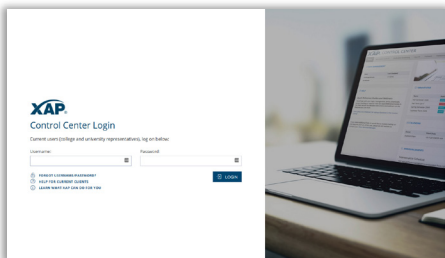 XAP
Control Center Login
Current users (college and university representatives), log on below
Username
Password
LOGIN
FORGOT USERNAME/PASSWORD?
HELP FOR CURRENT CLIENTS
LEARN WHAT XAP CAN DO FOR YOU